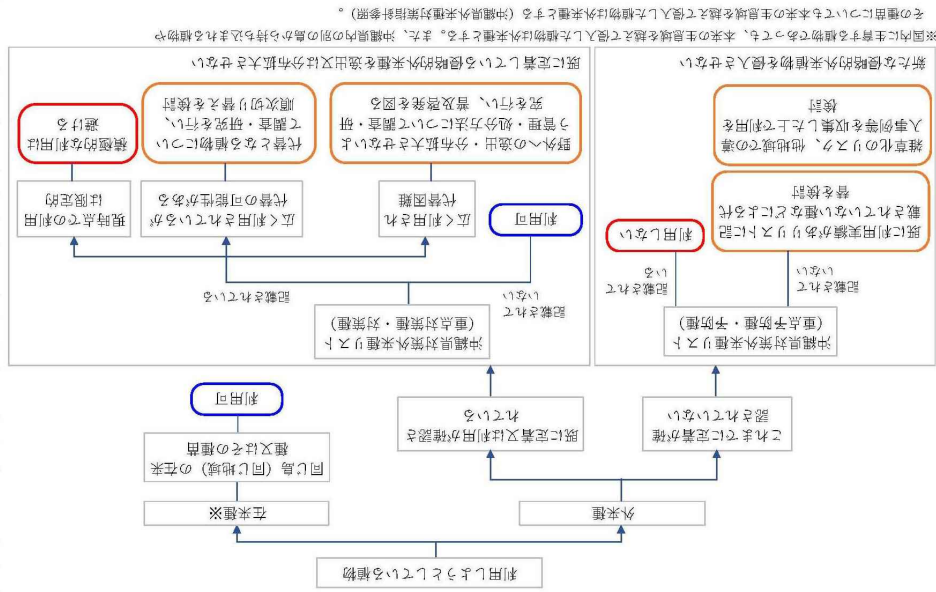 利用しようとしている植物
外来種
在来種※
これまでに定着が確
認されていない
既に定着又は利用が確認さ
れている
同じ島（同じ地域）の在来
種又はその種苗
利用可
沖縄県対策外来種リスト
（重点予防種・予防種）
記載されて
いない
記載されて
いる
既に利用実績がありリストに記
載されていない種などによる代
替を検討
利用しない
雑草化のリスク、他地域での導
入事例等を収集した上で利用を
検討
新たな侵略的外来植物を侵入させない
沖縄県対策外来種リスト
（重点対策種・対策種）
記載されて
いない
記載されている
利用可
広く利用され
代替困難
広く利用されているが
代替の可能性がある
現時点での利用
は限定的
野外への逸出・分布拡大させないよ
う管理・処分方法について調査・研
究を行い、普及啓発を図る
代替となる植物につい
て調査・研究を行い、
順次切り替えを検討
積極的な利用は
避ける
既に定着している侵略的外来種を逸出又は分布拡大させない
※国内に生育する植物であっても、本来の生息域を越えて侵入した植物は外来種とする。また、沖縄県内の別の島から持ち込まれる植物や
その種苗についても本来の生息域を越えて侵入した植物は外来種とする（沖縄県外来種対策指針参照）。